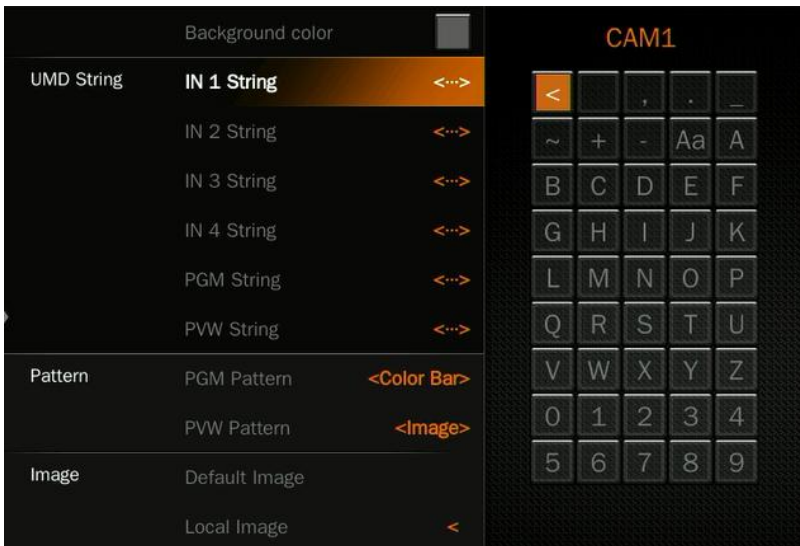 Background color
UMD String IN 1 String <···>
IN 2 String <···>
IN 3 String <···>
IN 4 String <···>
PGM String <···>
PVW String <···>
Pattern PGM Pattern <Color Bar>
PVW Pattern <Image>
Image Default Image
Local Image <
CAM1
< , . _
~ + - Aa A
B C D E F
G H I J K
L M N O P
Q R S T U
V W X Y Z
0 1 2 3 4
5 6 7 8 9